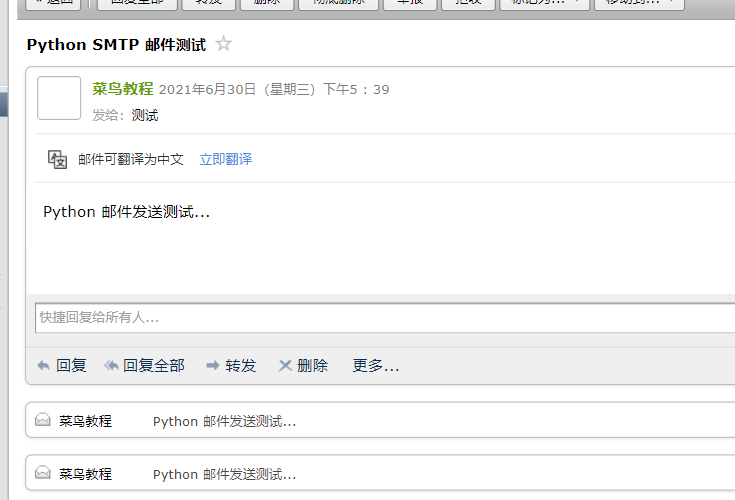 « 返回 回复全部 转发 删除 彻底删除 举报 拒收 标记为... 移动到...
Python SMTP 邮件测试 ☆
菜鸟教程 2021年6月30日（星期三）下午5：39
发给：测试
邮件可翻译为中文 立即翻译
Python 邮件发送测试...
快捷回复给所有人...
回复 回复全部 转发 删除 更多...
菜鸟教程 Python 邮件发送测试...
菜鸟教程 Python 邮件发送测试...